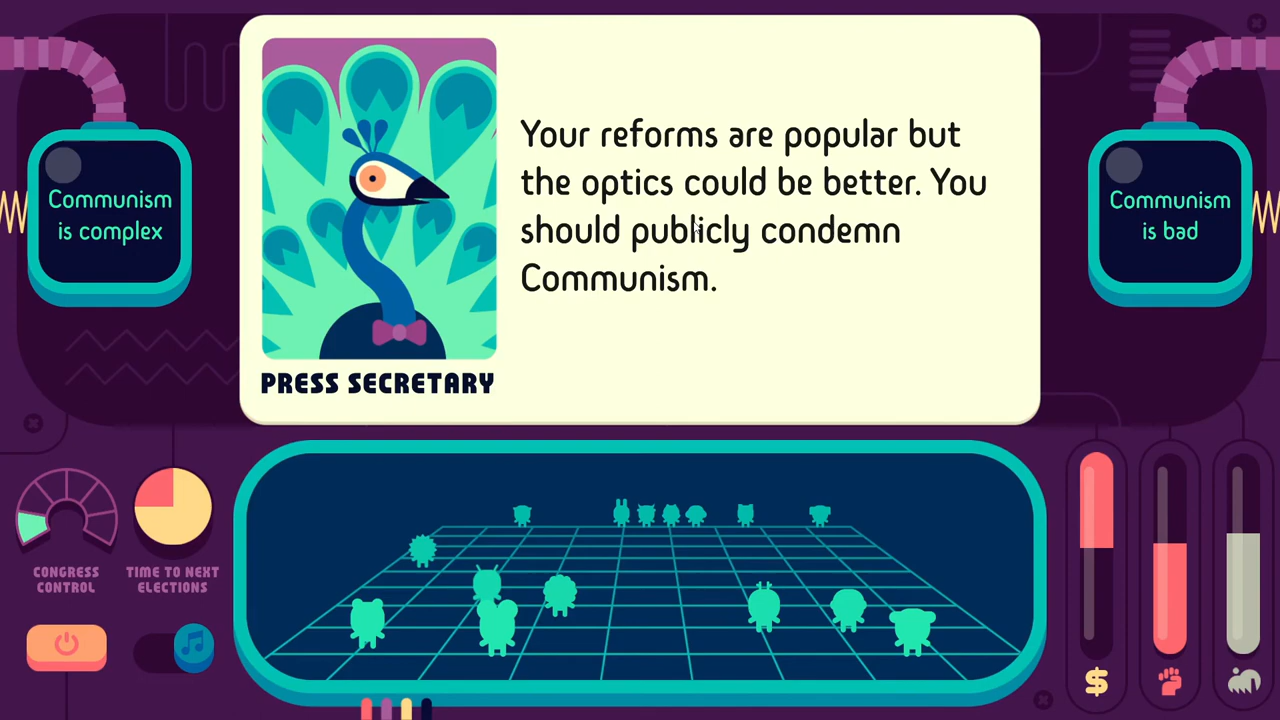 Communism
is complex
Your reforms are popular but
the optics could be better. You
should publicly condemn
Communism.
PRESS SECRETARY
Communism
is bad
CONGRESS
CONTROL
TIME TO NEXT
ELECTIONS
$